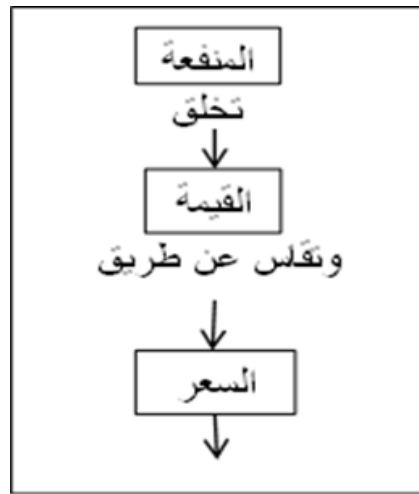 المنفعة
تخلق
القيمة
وتقاس عن طريق
السعر